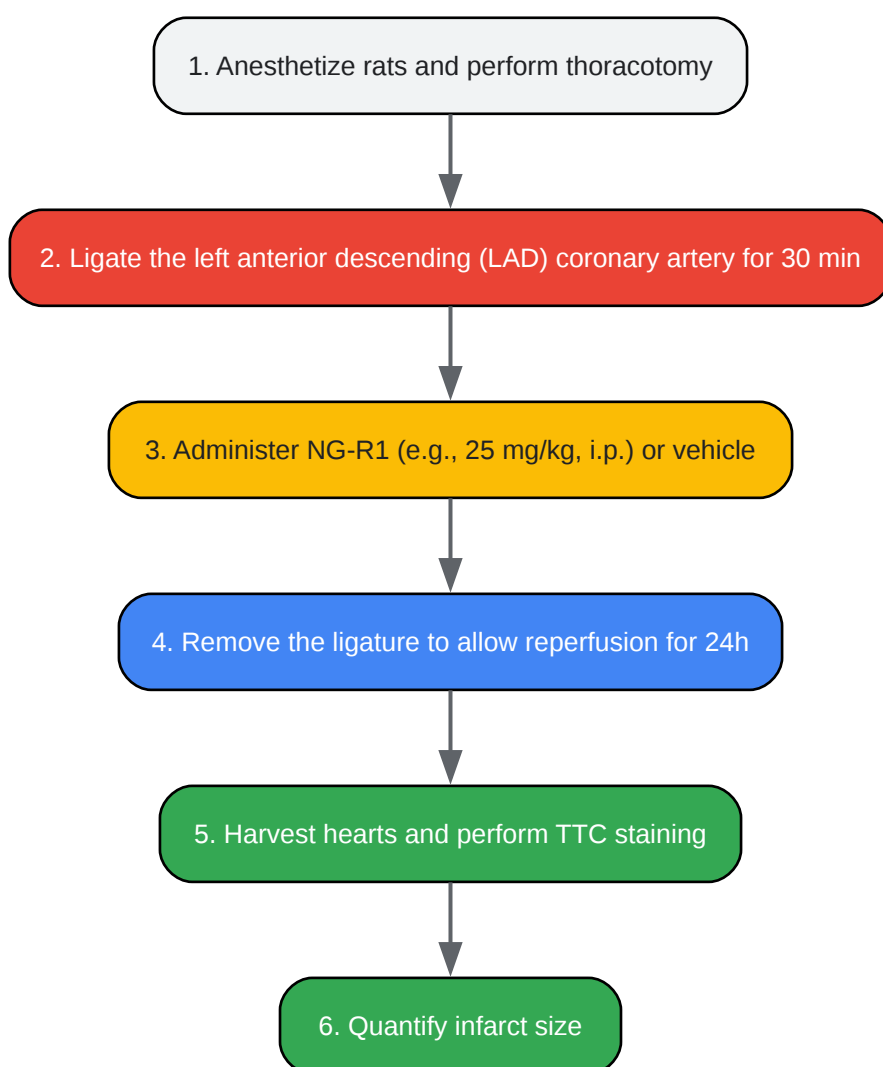 1. Anesthetize rats and perform thoracotomy
2. Ligate the left anterior descending (LAD) coronary artery for 30 min
3. Administer NG-R1 (e.g., 25 mg/kg, i.p.) or vehicle
4. Remove the ligature to allow reperfusion for 24h
5. Harvest hearts and perform TTC staining
6. Quantify infarct size